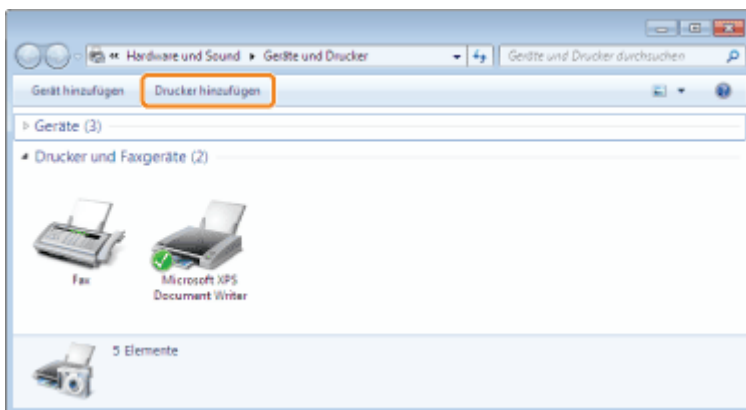 « Hardware und Sound ▸ Geräte und Drucker
Geräte und Drucker durchsuchen
Gerät hinzufügen Drucker hinzufügen
Geräte (3)
Drucker und Faxgeräte (2)
Fax
Microsoft XPS
Document Writer
5 Elemente